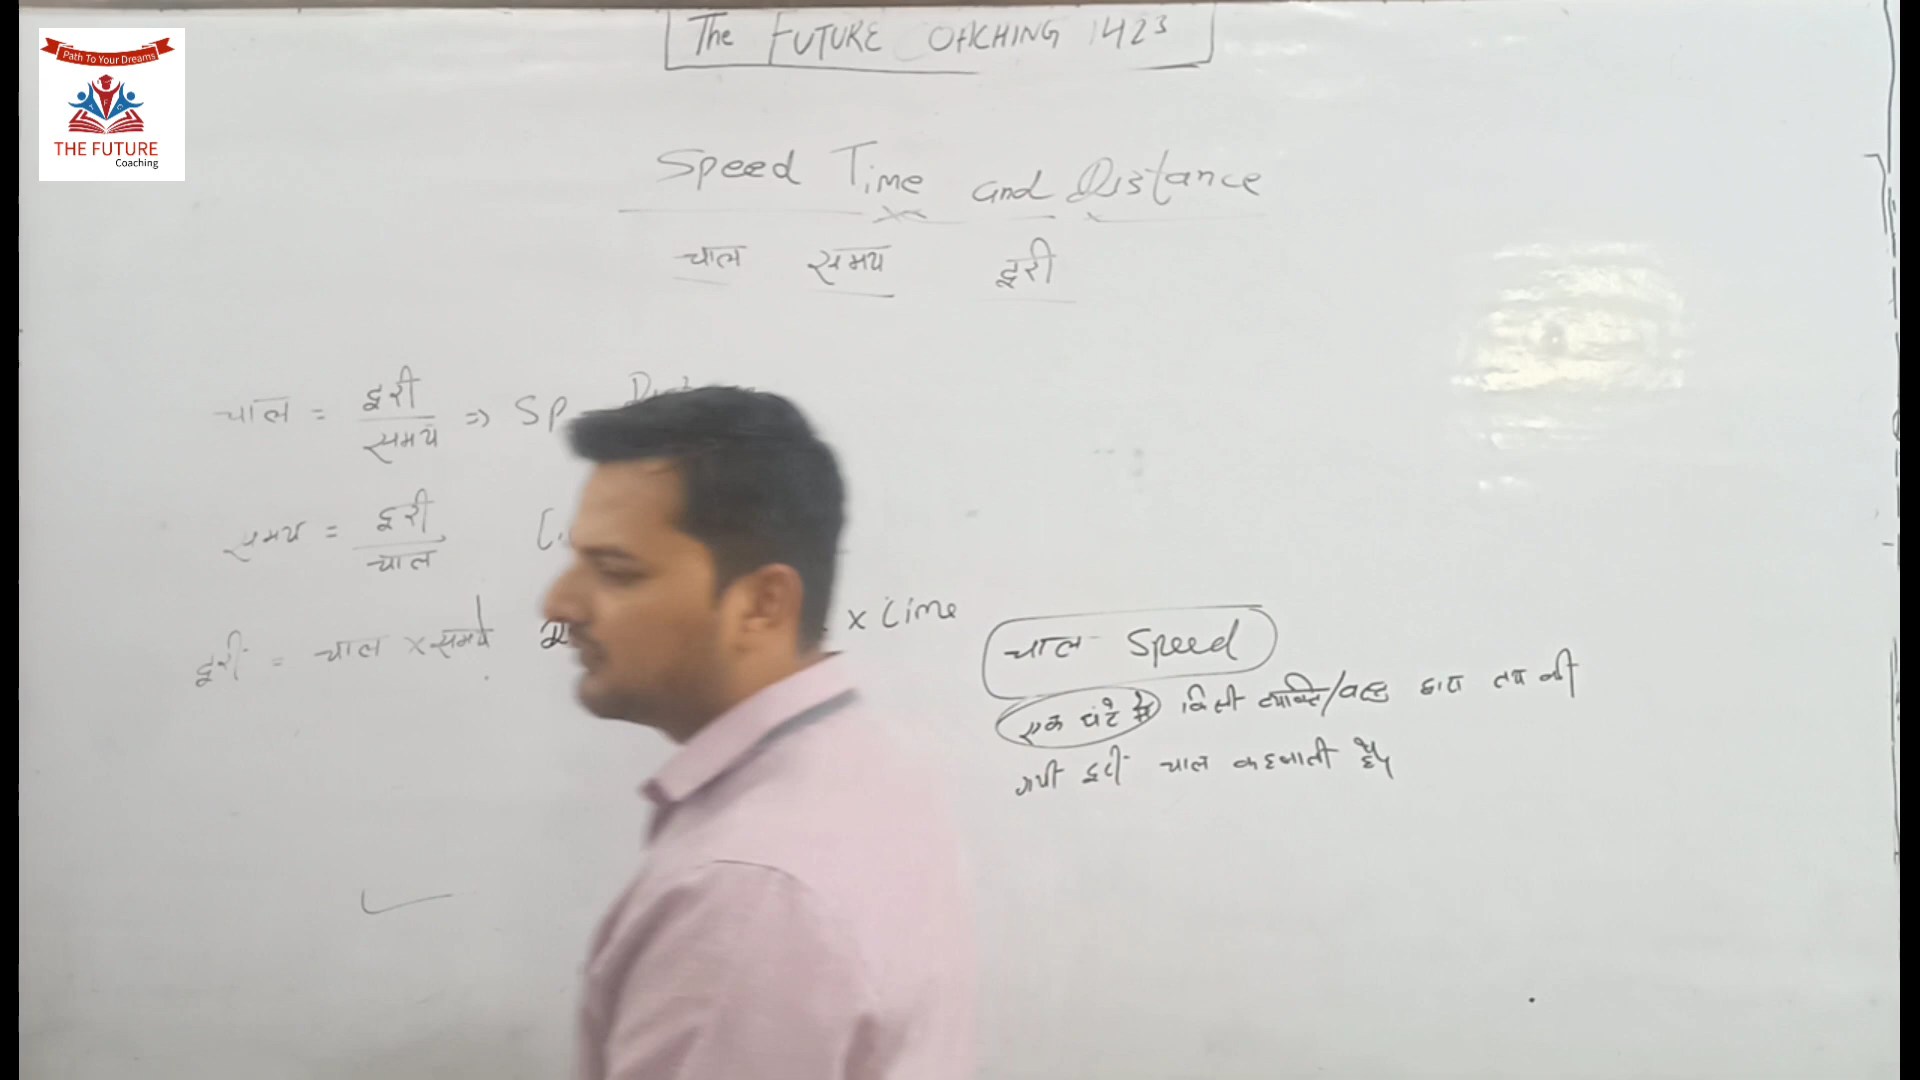 Path To Your Dreams
THE FUTURE
Coaching
The FUTURE COACHING 1423
Speed Time and Distance
चाल समय दूरी
चाल = दूरी / समय => Sp
समय = दूरी / चाल
दूरी = चाल × समय × time
चाल - Speed
एक घंटे में किसी व्यक्ति/वस्तु द्वारा तय की
गयी दूरी चाल कहलाती है